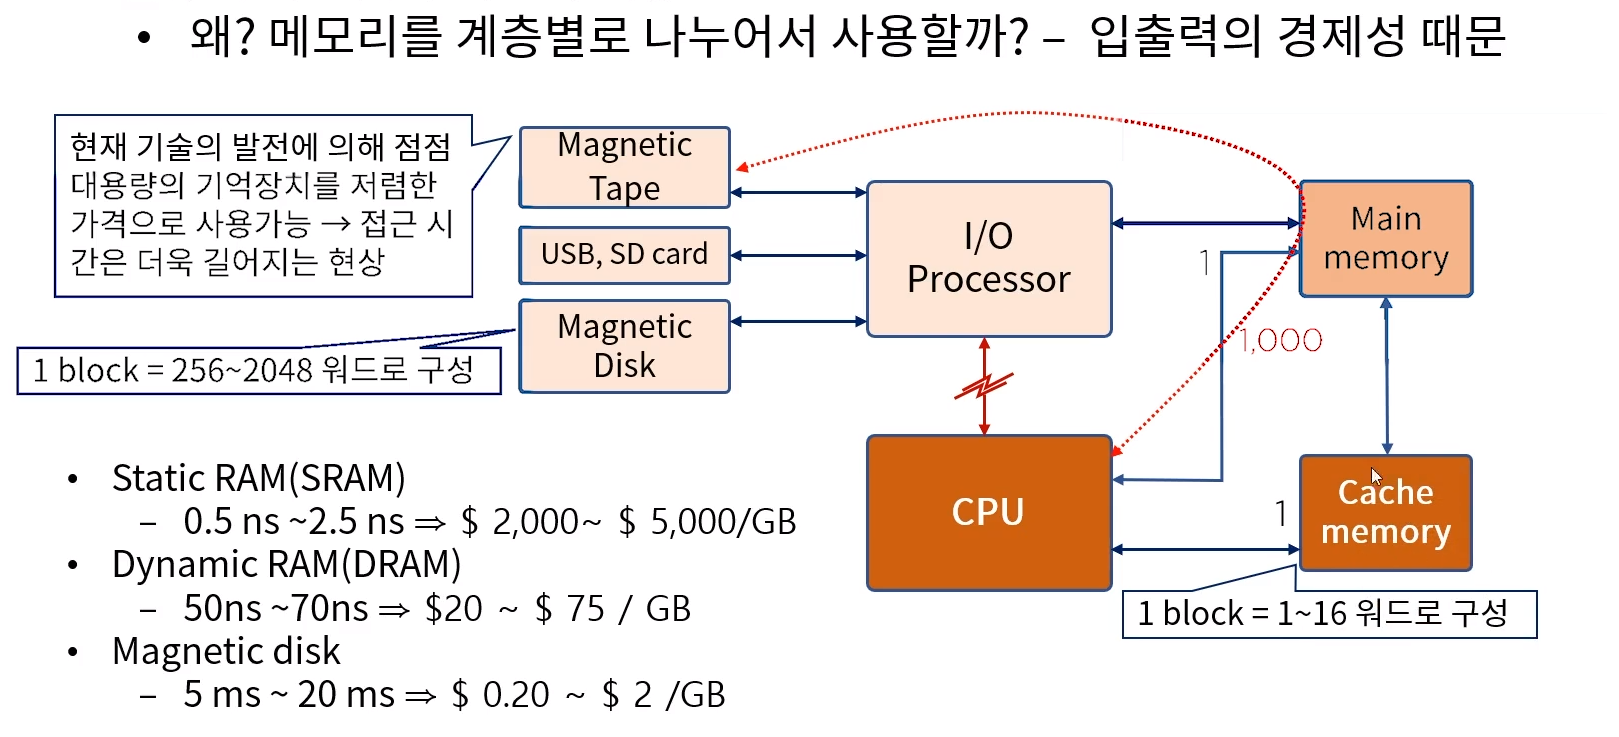 • 왜? 메모리를 계층별로 나누어서 사용할까? – 입출력의 경제성 때문
현재 기술의 발전에 의해 점점
대용량의 기억장치를 저렴한
가격으로 사용가능 → 접근 시
간은 더욱 길어지는 현상
Magnetic
Tape
USB, SD card
Magnetic
Disk
1 block = 256~2048 워드로 구성
I/O
Processor
Main
memory
1
1,000
CPU
Cache
memory
1
1 block = 1~16 워드로 구성
• Static RAM(SRAM)
– 0.5 ns ~2.5 ns ⇒ $ 2,000~ $ 5,000/GB
• Dynamic RAM(DRAM)
– 50ns ~70ns ⇒ $20 ~ $ 75 / GB
• Magnetic disk
– 5 ms ~ 20 ms ⇒ $ 0.20 ~ $ 2 /GB